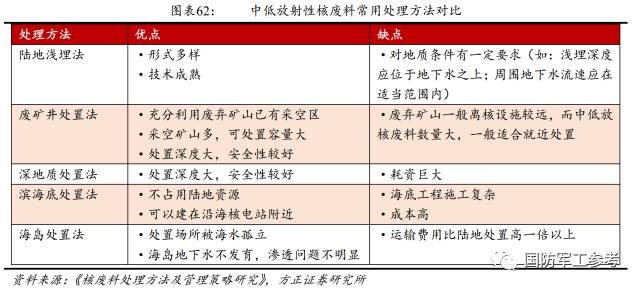 图表62： 中低放射性核废料常用处理方法对比
处理方法 优点 缺点
陆地浅埋法 ·形式多样 ·对地质条件有一定要求（如：浅埋深度
·技术成熟 应位于地下水之上；周围地下水流速应在
适当范围内）
废矿井处置法 ·充分利用废弃矿山已有采空区 ·废弃矿山一般离核设施较远，而中低放
·采空矿山多，可处置容量大 核废料数量大，一般适合就近处置
·处置深度大，安全性较好
深地质处置法 ·处置深度大，安全性较好 ·耗资巨大
滨海底处置法 ·不占用陆地资源 ·海底工程施工复杂
·可以建在沿海核电站附近 ·成本高
海岛处置法 ·处置场所被海水孤立 ·运输费用比陆地处置高一倍以上
·海岛地下水不发育，渗透问题不明显
资料来源：《核废料处理方法及管理策略研究》，方正证券研究所
国防军工参考